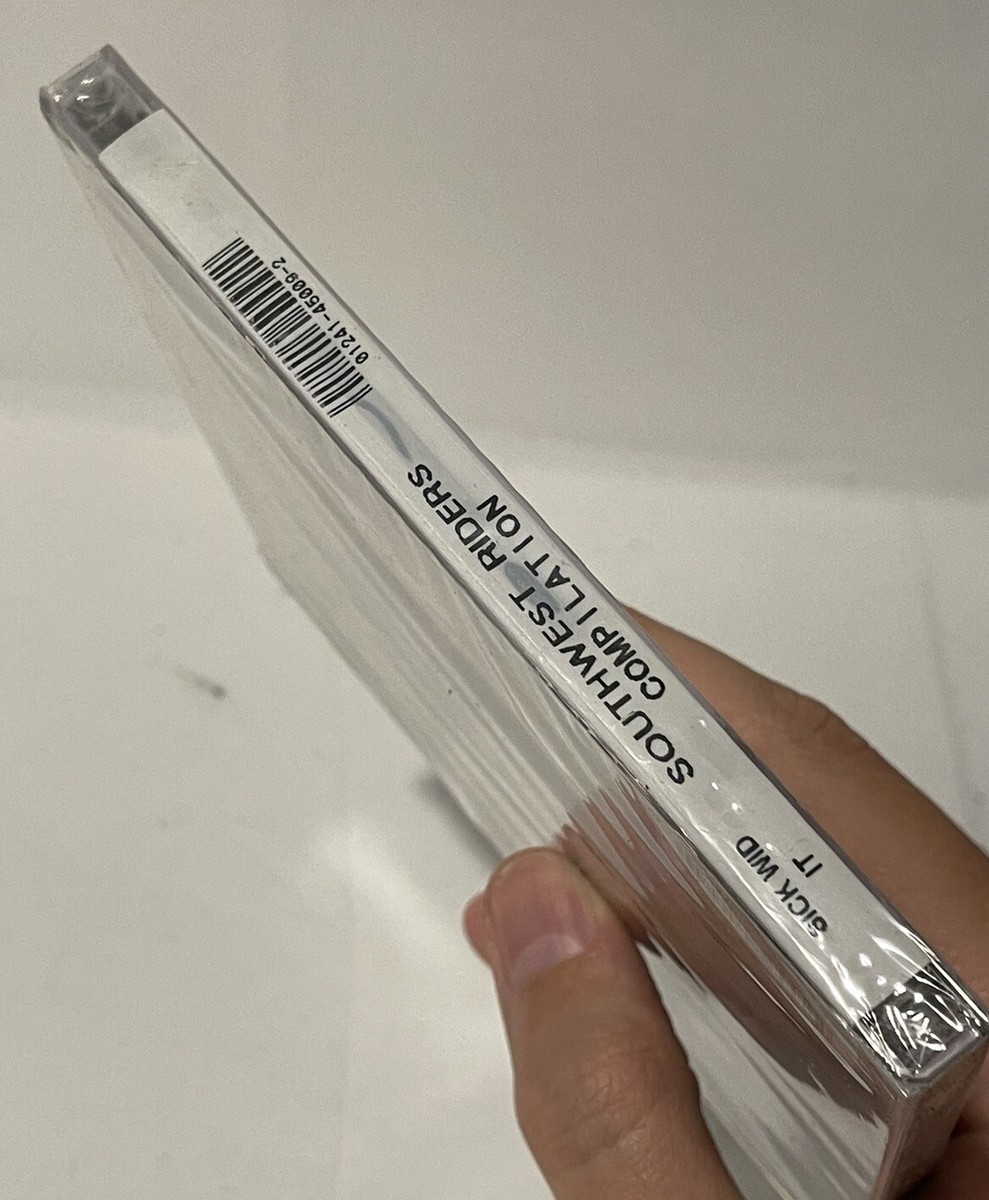 SICK WID
IT
SOUTHWEST RIDERS
COMPILATION
01241-45009-2